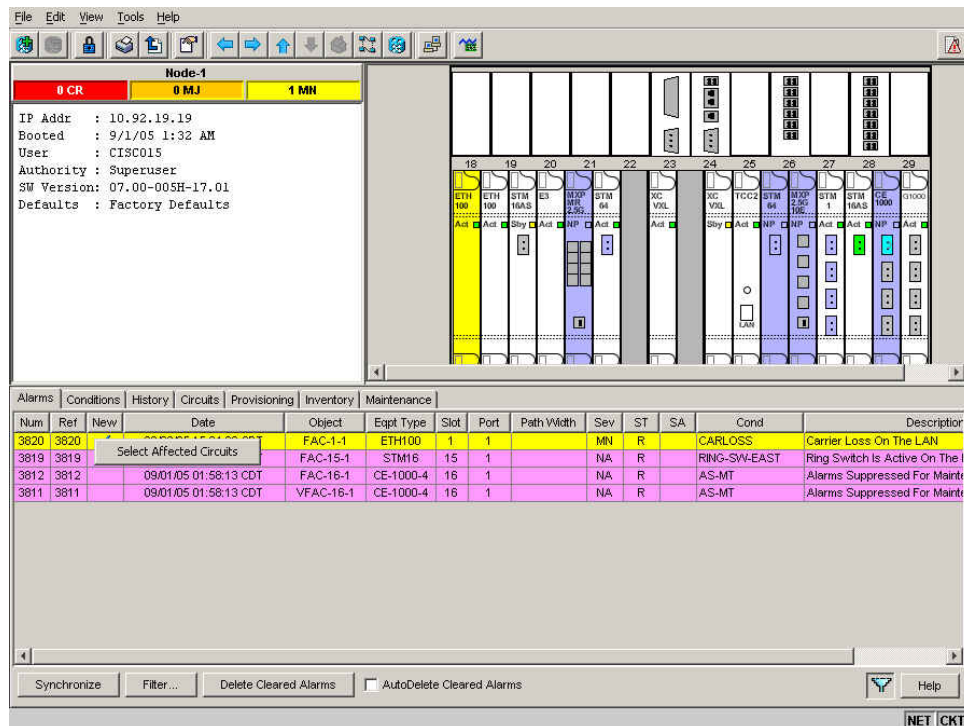 File Edit View Tools Help
Node-1
0 CR 0 MJ 1 MN
IP Addr : 10.92.19.19
Booted : 9/1/05 1:32 AM
User : CISCO15
Authority : Superuser
SW Version: 07.00-005H-17.01
Defaults : Factory Defaults
18 19 20 21 22 23 24 25 26 27 28 29
ETH 100
ETH 100
STM 16AS
E3
MXP MR 2.5G
STM 64
XC VXL
XC VXL
TCC2
STM 64
MXP 2.5G 10E
STM 1
STM 16AS
CE 1000
G1000
Act Act Sby Act NP Act Act Sby Act NP NP Act Act NP Act
LAN
Alarms Conditions History Circuits Provisioning Inventory Maintenance
Num Ref New Date Object Eqpt Type Slot Port Path Width Sev ST SA Cond Description
3820 3820 FAC-1-1 ETH100 1 1 MN R CARLOSS Carrier Loss On The LAN
Select Affected Circuits
3819 3819 FAC-15-1 STM16 15 1 NA R RING-SW-EAST Ring Switch Is Active On The
3812 3812 09/01/05 01:58:13 CDT FAC-16-1 CE-1000-4 16 1 NA R AS-MT Alarms Suppressed For Mainte
3811 3811 09/01/05 01:58:13 CDT VFAC-16-1 CE-1000-4 16 1 NA R AS-MT Alarms Suppressed For Mainte
Synchronize Filter... Delete Cleared Alarms AutoDelete Cleared Alarms Help
NET CKT